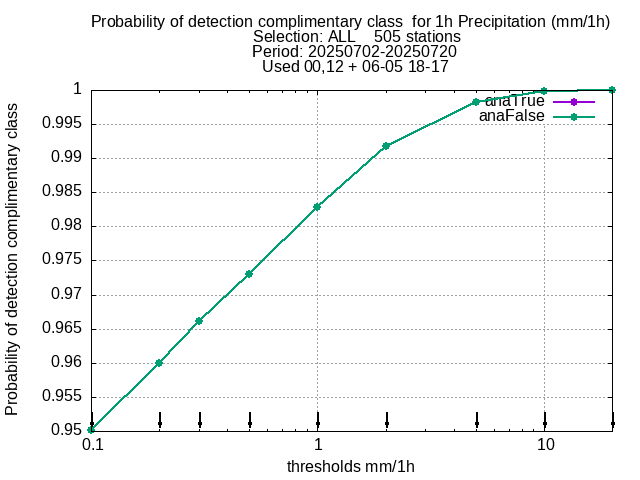 Probability of detection complimentary class  for 1h Precipitation (mm/1h)
Selection: ALL    505 stations
Period: 20250702-20250720
Used 00,12 + 06-05 18-17
Probability of detection complimentary class
1
0.995
0.99
0.985
0.98
0.975
0.97
0.965
0.96
0.955
0.95
anaTrue
anaFalse
0.1
1
10
thresholds mm/1h